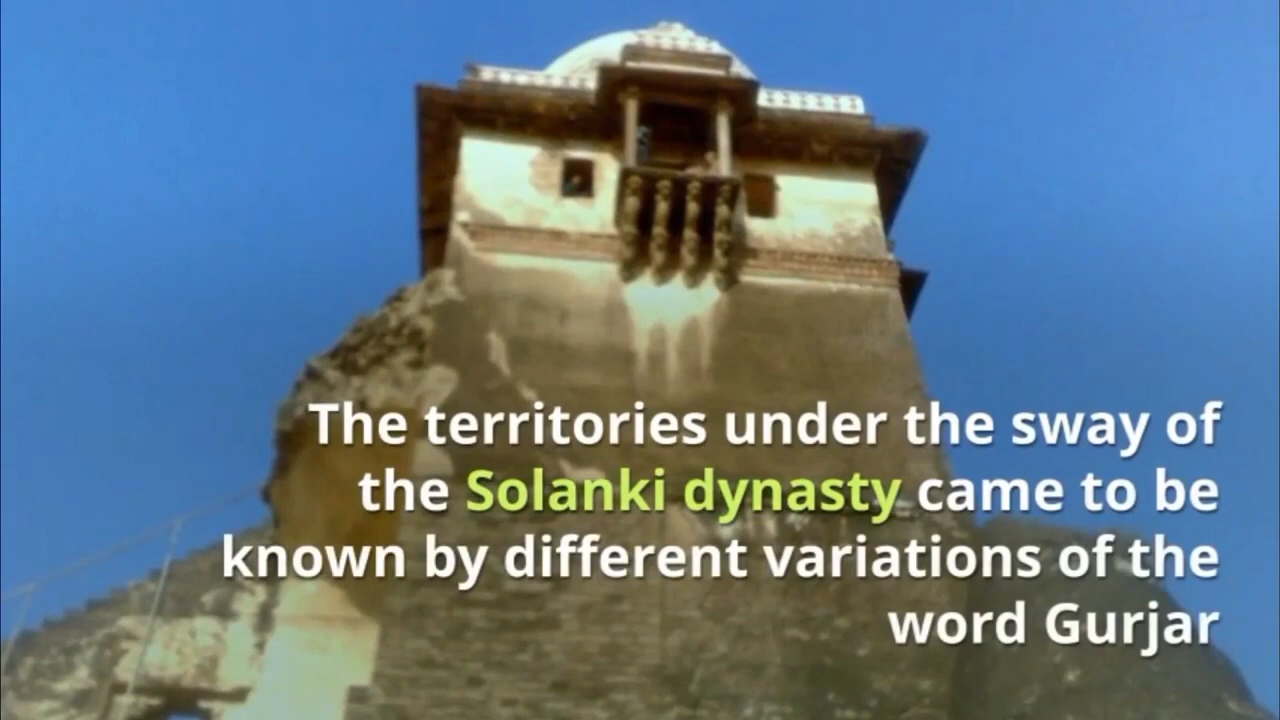 The territories under the sway of
the Solanki dynasty came to be
known by different variations of the
word Gurjar